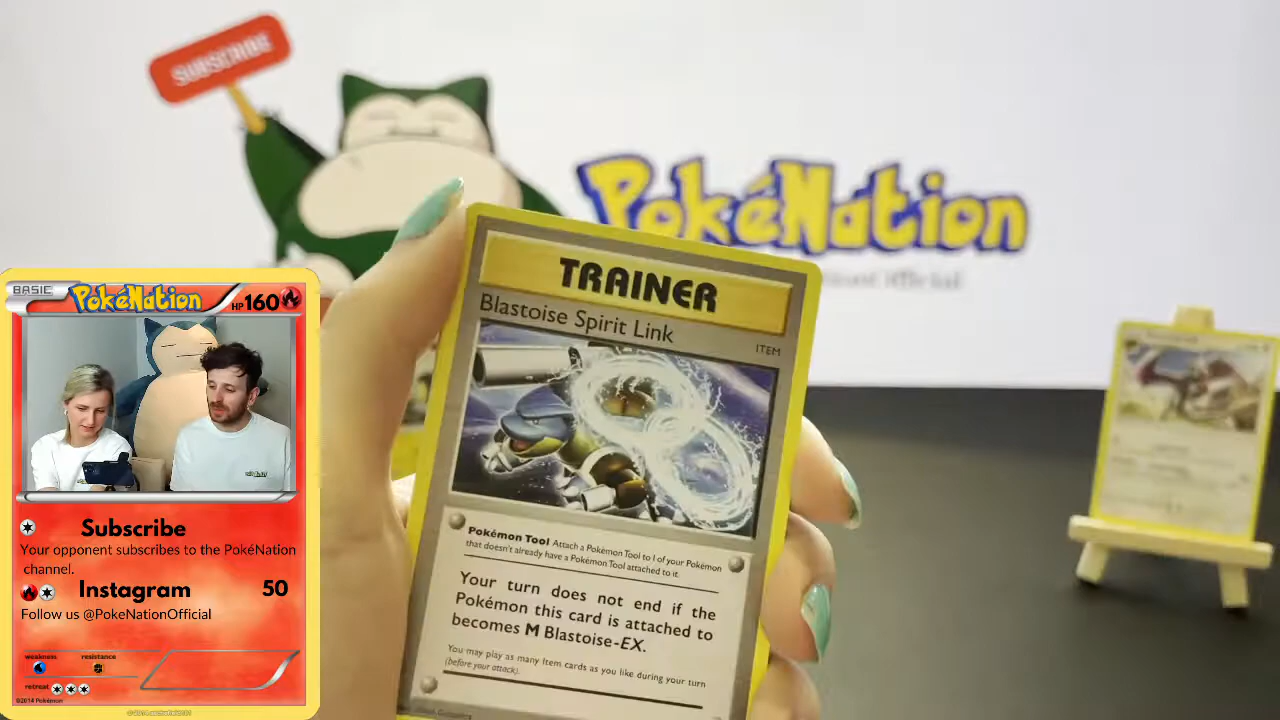 SUBSCRIBE
PokéNation
TRAINER
Blastoise Spirit Link
ITEM
Pokémon Tool Attach a Pokémon Tool to 1 of your Pokémon
that doesn't already have a Pokémon Tool attached to it.
Your turn does not end if the
Pokémon this card is attached to
becomes M Blastoise-EX.
You may play as many Item cards as you like during your turn
(before your attack).
BASIC
PokéNation
HP 160
Subscribe
Your opponent subscribes to the PokéNation
channel.
Instagram 50
Follow us @PokeNationOfficial
weakness
resistance
retreat
©2014 Pokémon